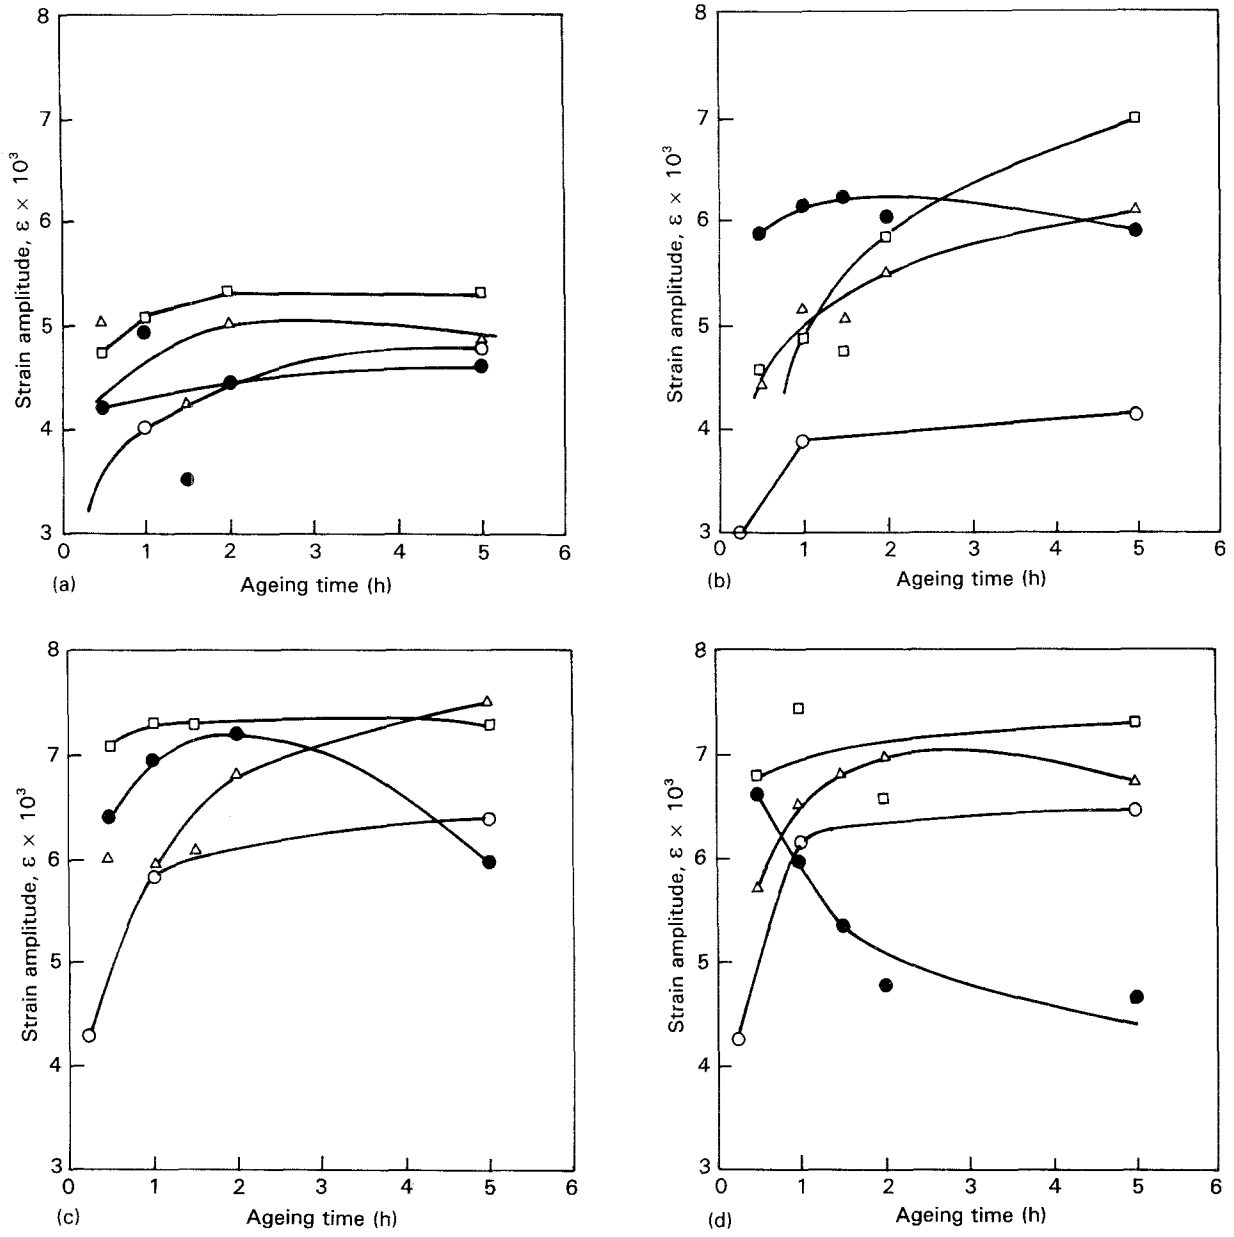 8
7
6
5
4
3
Strain amplitude, ε × 10³
0 1 2 3 4 5 6
(a) Ageing time (h)
8
7
6
5
4
3
Strain amplitude, ε × 10³
0 1 2 3 4 5 6
(b) Ageing time (h)
8
7
6
5
4
3
Strain amplitude, ε × 10³
0 1 2 3 4 5 6
(c) Ageing time (h)
8
7
6
5
4
3
Strain amplitude, ε × 10³
0 1 2 3 4 5 6
(d) Ageing time (h)